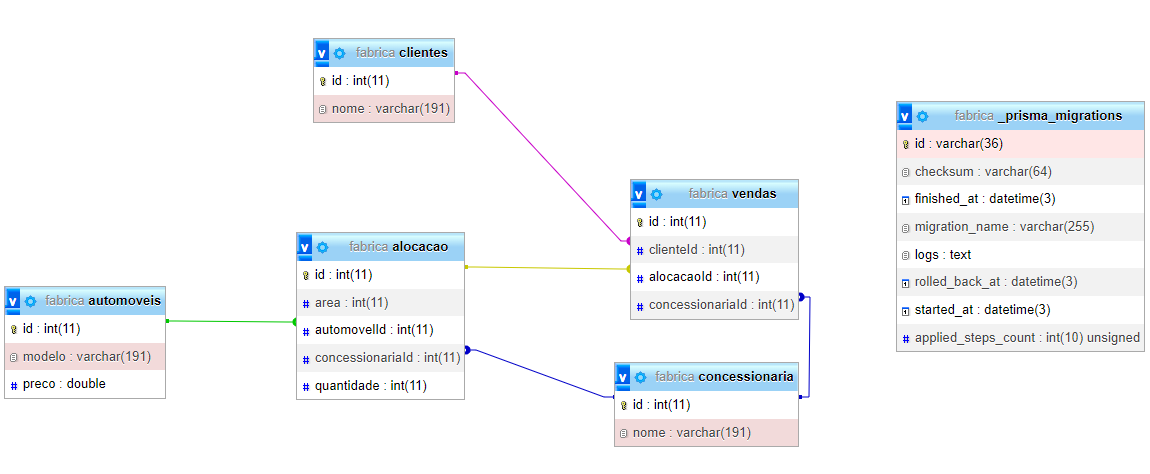 fabrica clientes
id : int(11)
nome : varchar(191)
fabrica _prisma_migrations
id : varchar(36)
checksum : varchar(64)
finished_at : datetime(3)
migration_name : varchar(255)
logs : text
rolled_back_at : datetime(3)
started_at : datetime(3)
applied_steps_count : int(10) unsigned
fabrica vendas
id : int(11)
clienteId : int(11)
alocacaoId : int(11)
concessionariaId : int(11)
fabrica alocacao
id : int(11)
area : int(11)
automovelId : int(11)
concessionariaId : int(11)
quantidade : int(11)
fabrica automoveis
id : int(11)
modelo : varchar(191)
preco : double
fabrica concessionaria
id : int(11)
nome : varchar(191)